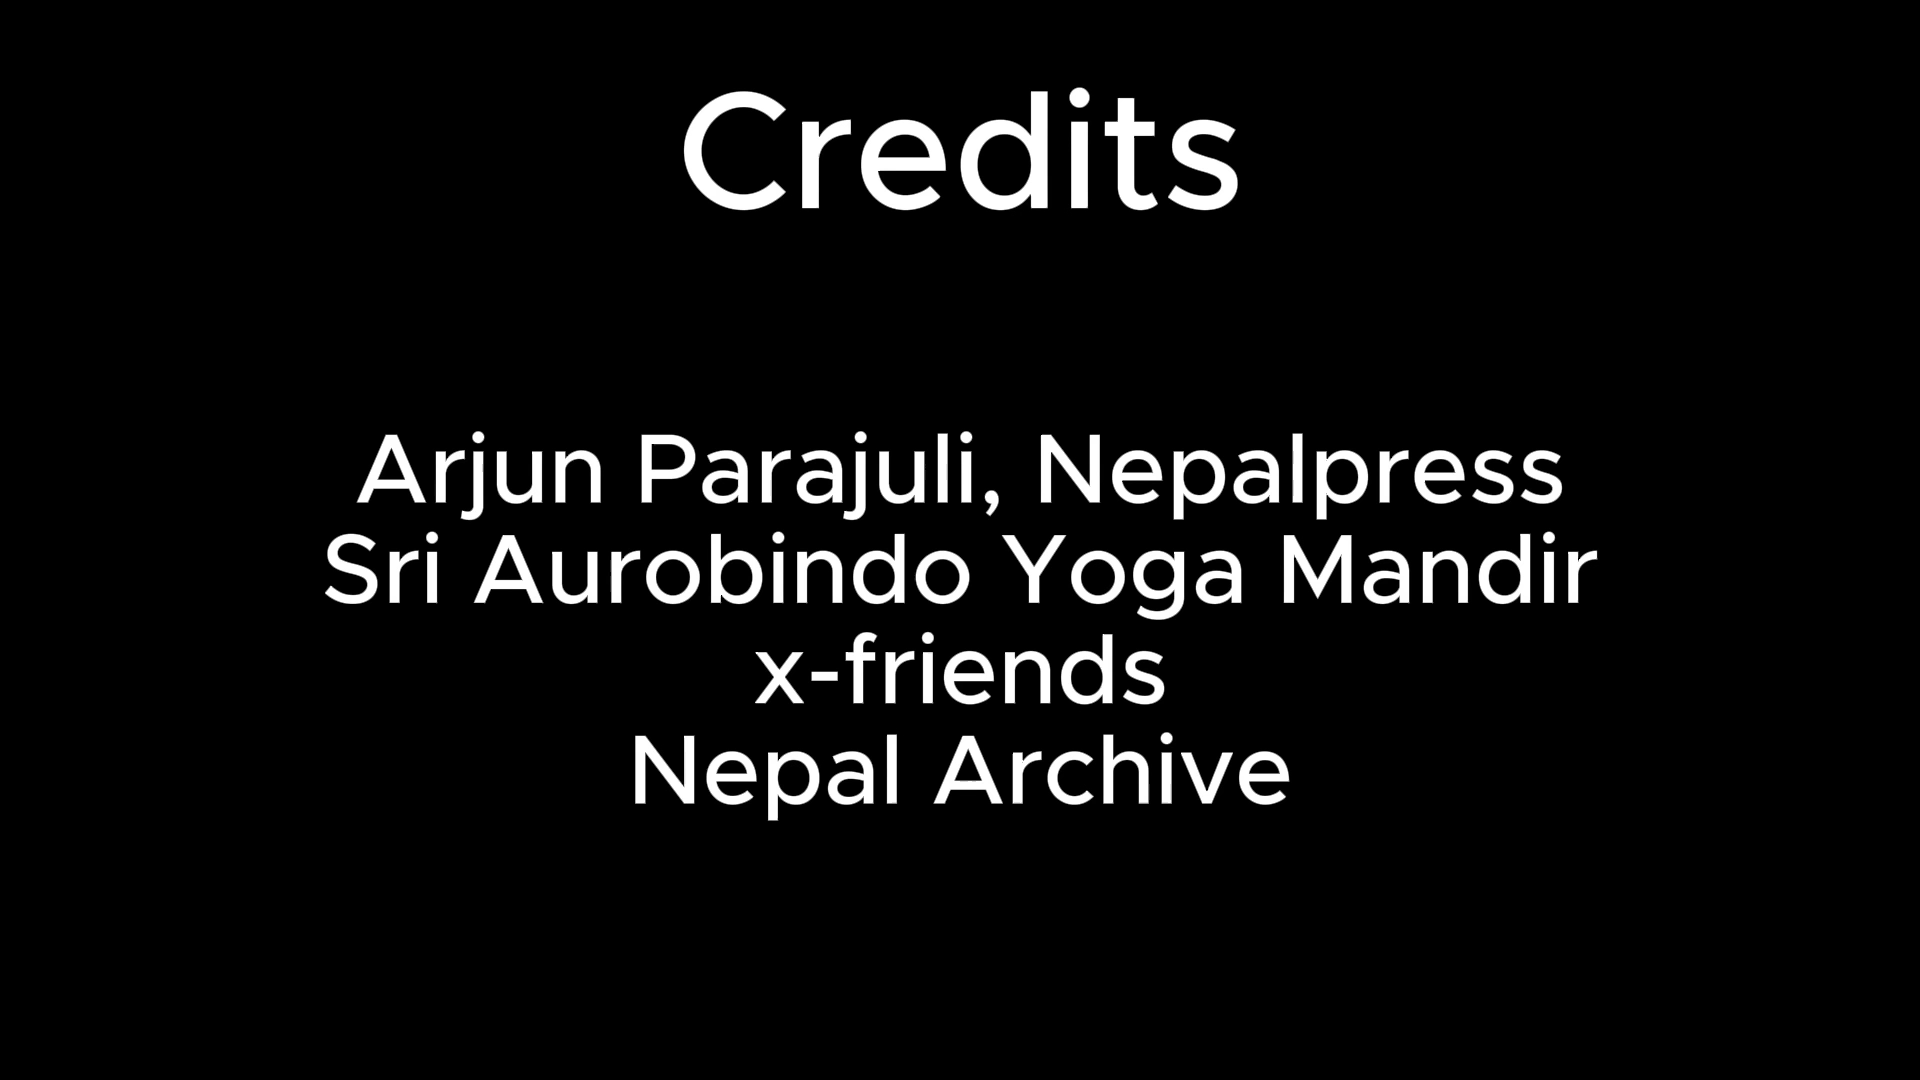 Credits
Arjun Parajuli, Nepalpress
Sri Aurobindo Yoga Mandir
x-friends
Nepal Archive